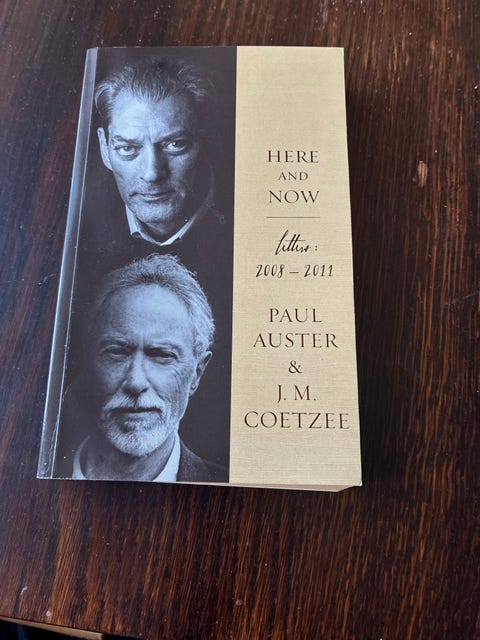 HERE
AND
NOW
letters:
2008 – 2011
PAUL
AUSTER
&
J. M.
COETZEE